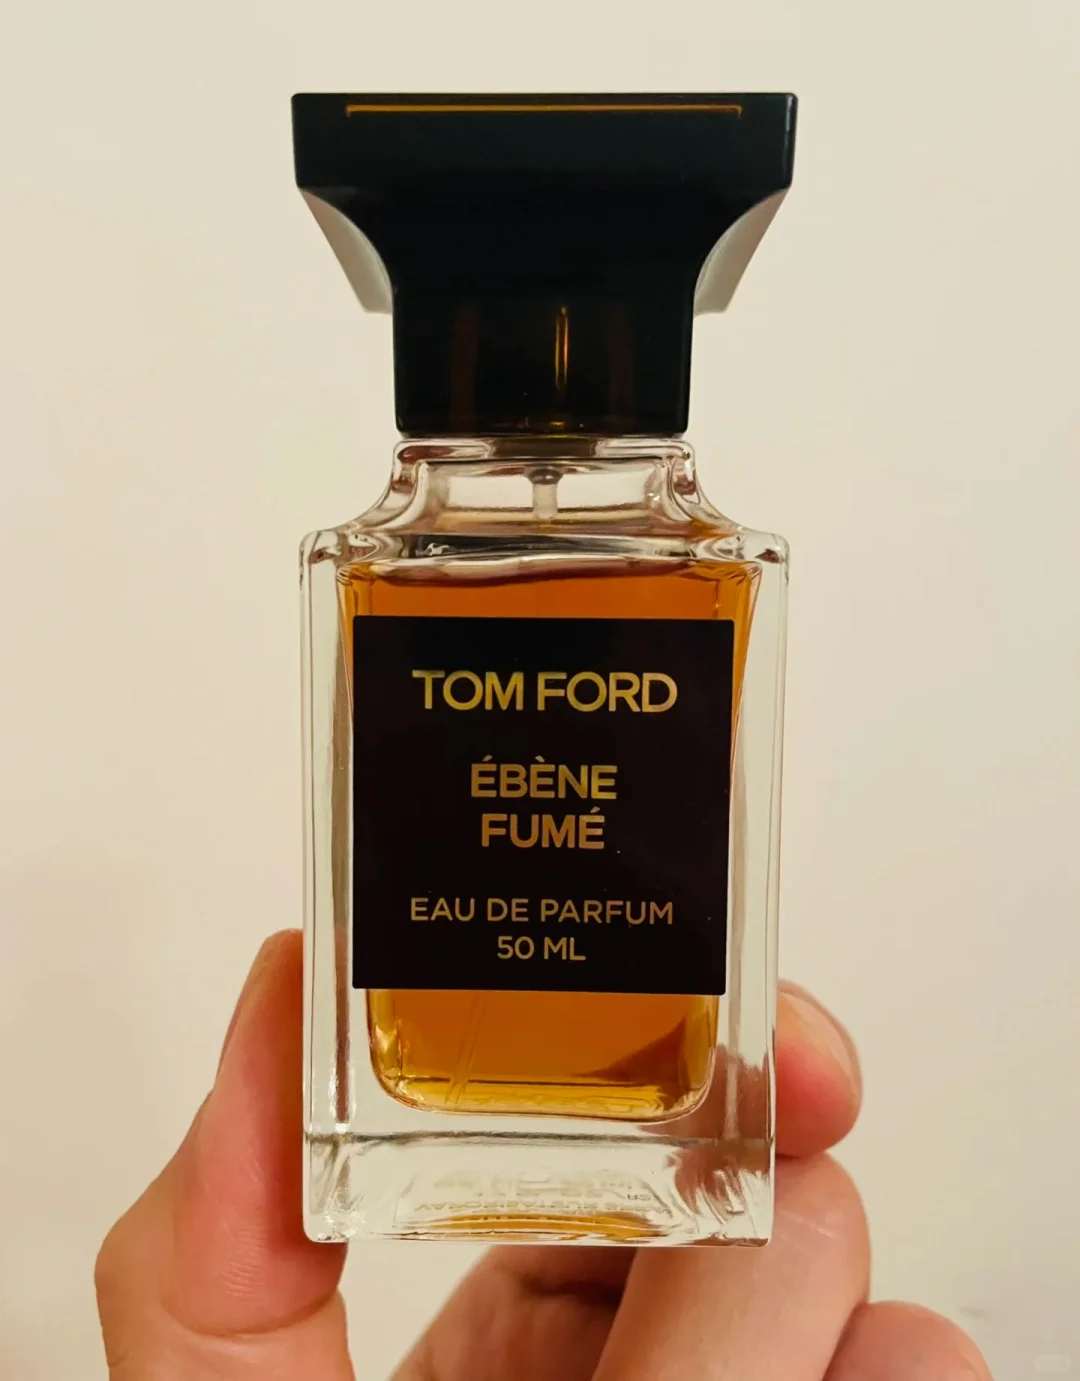 TOM FORD
ÉBÈNE
FUMÉ
EAU DE PARFUM
50 ML